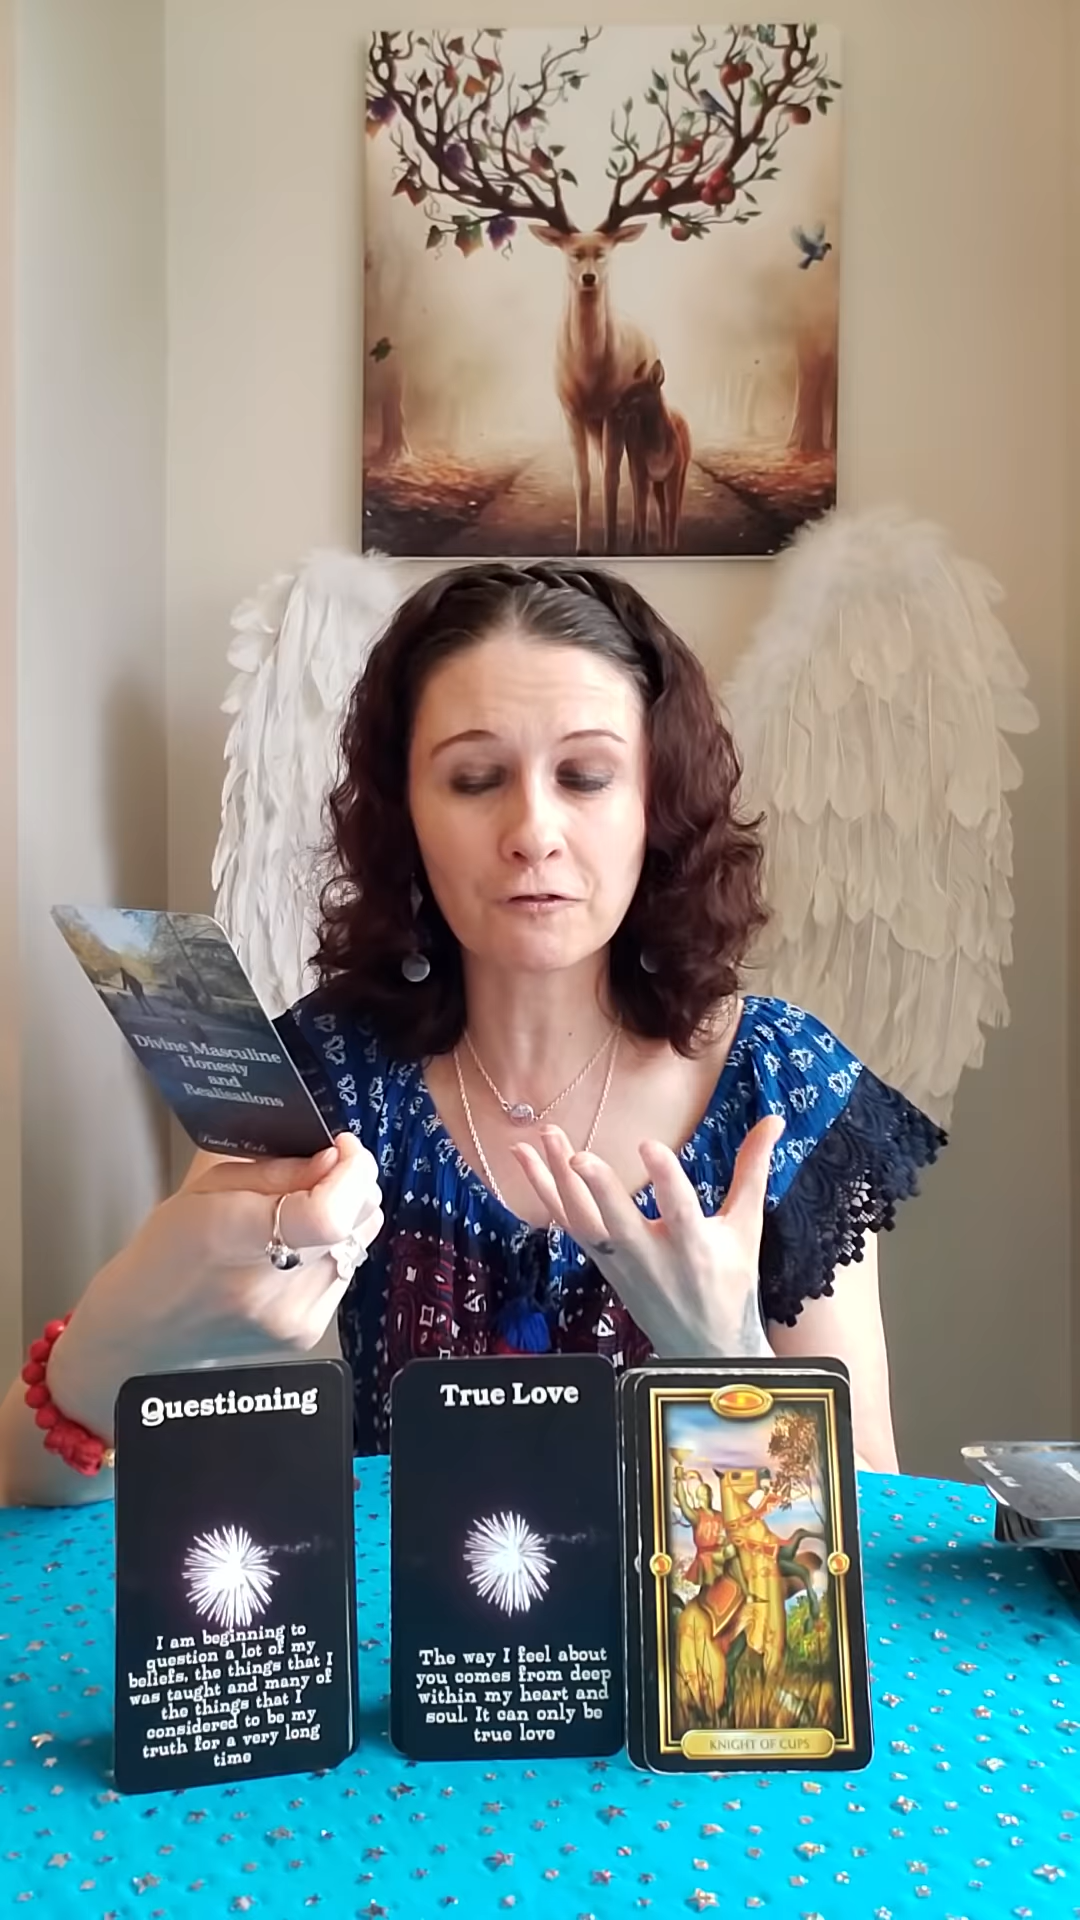 Divine Masculine
Honesty
and
Realisations
Questioning
I am beginning to
question a lot of my
beliefs, the things that I
was taught and many of
the things that I
considered to be my
truth for a very long
time
True Love
The way I feel about
you comes from deep
within my heart and
soul. It can only be
true love
KNIGHT OF CUPS